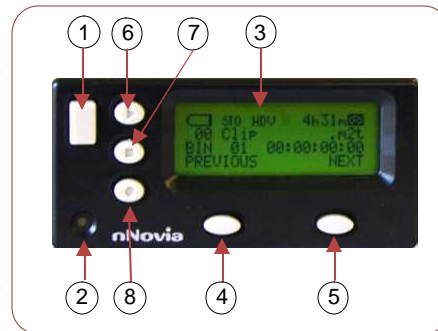 1 6 7 3
STO HDV 4h31m
00 Clip .m2t
BIN 01 00:00:00:00
PREVIOUS NEXT
nNovia
2 8 4 5